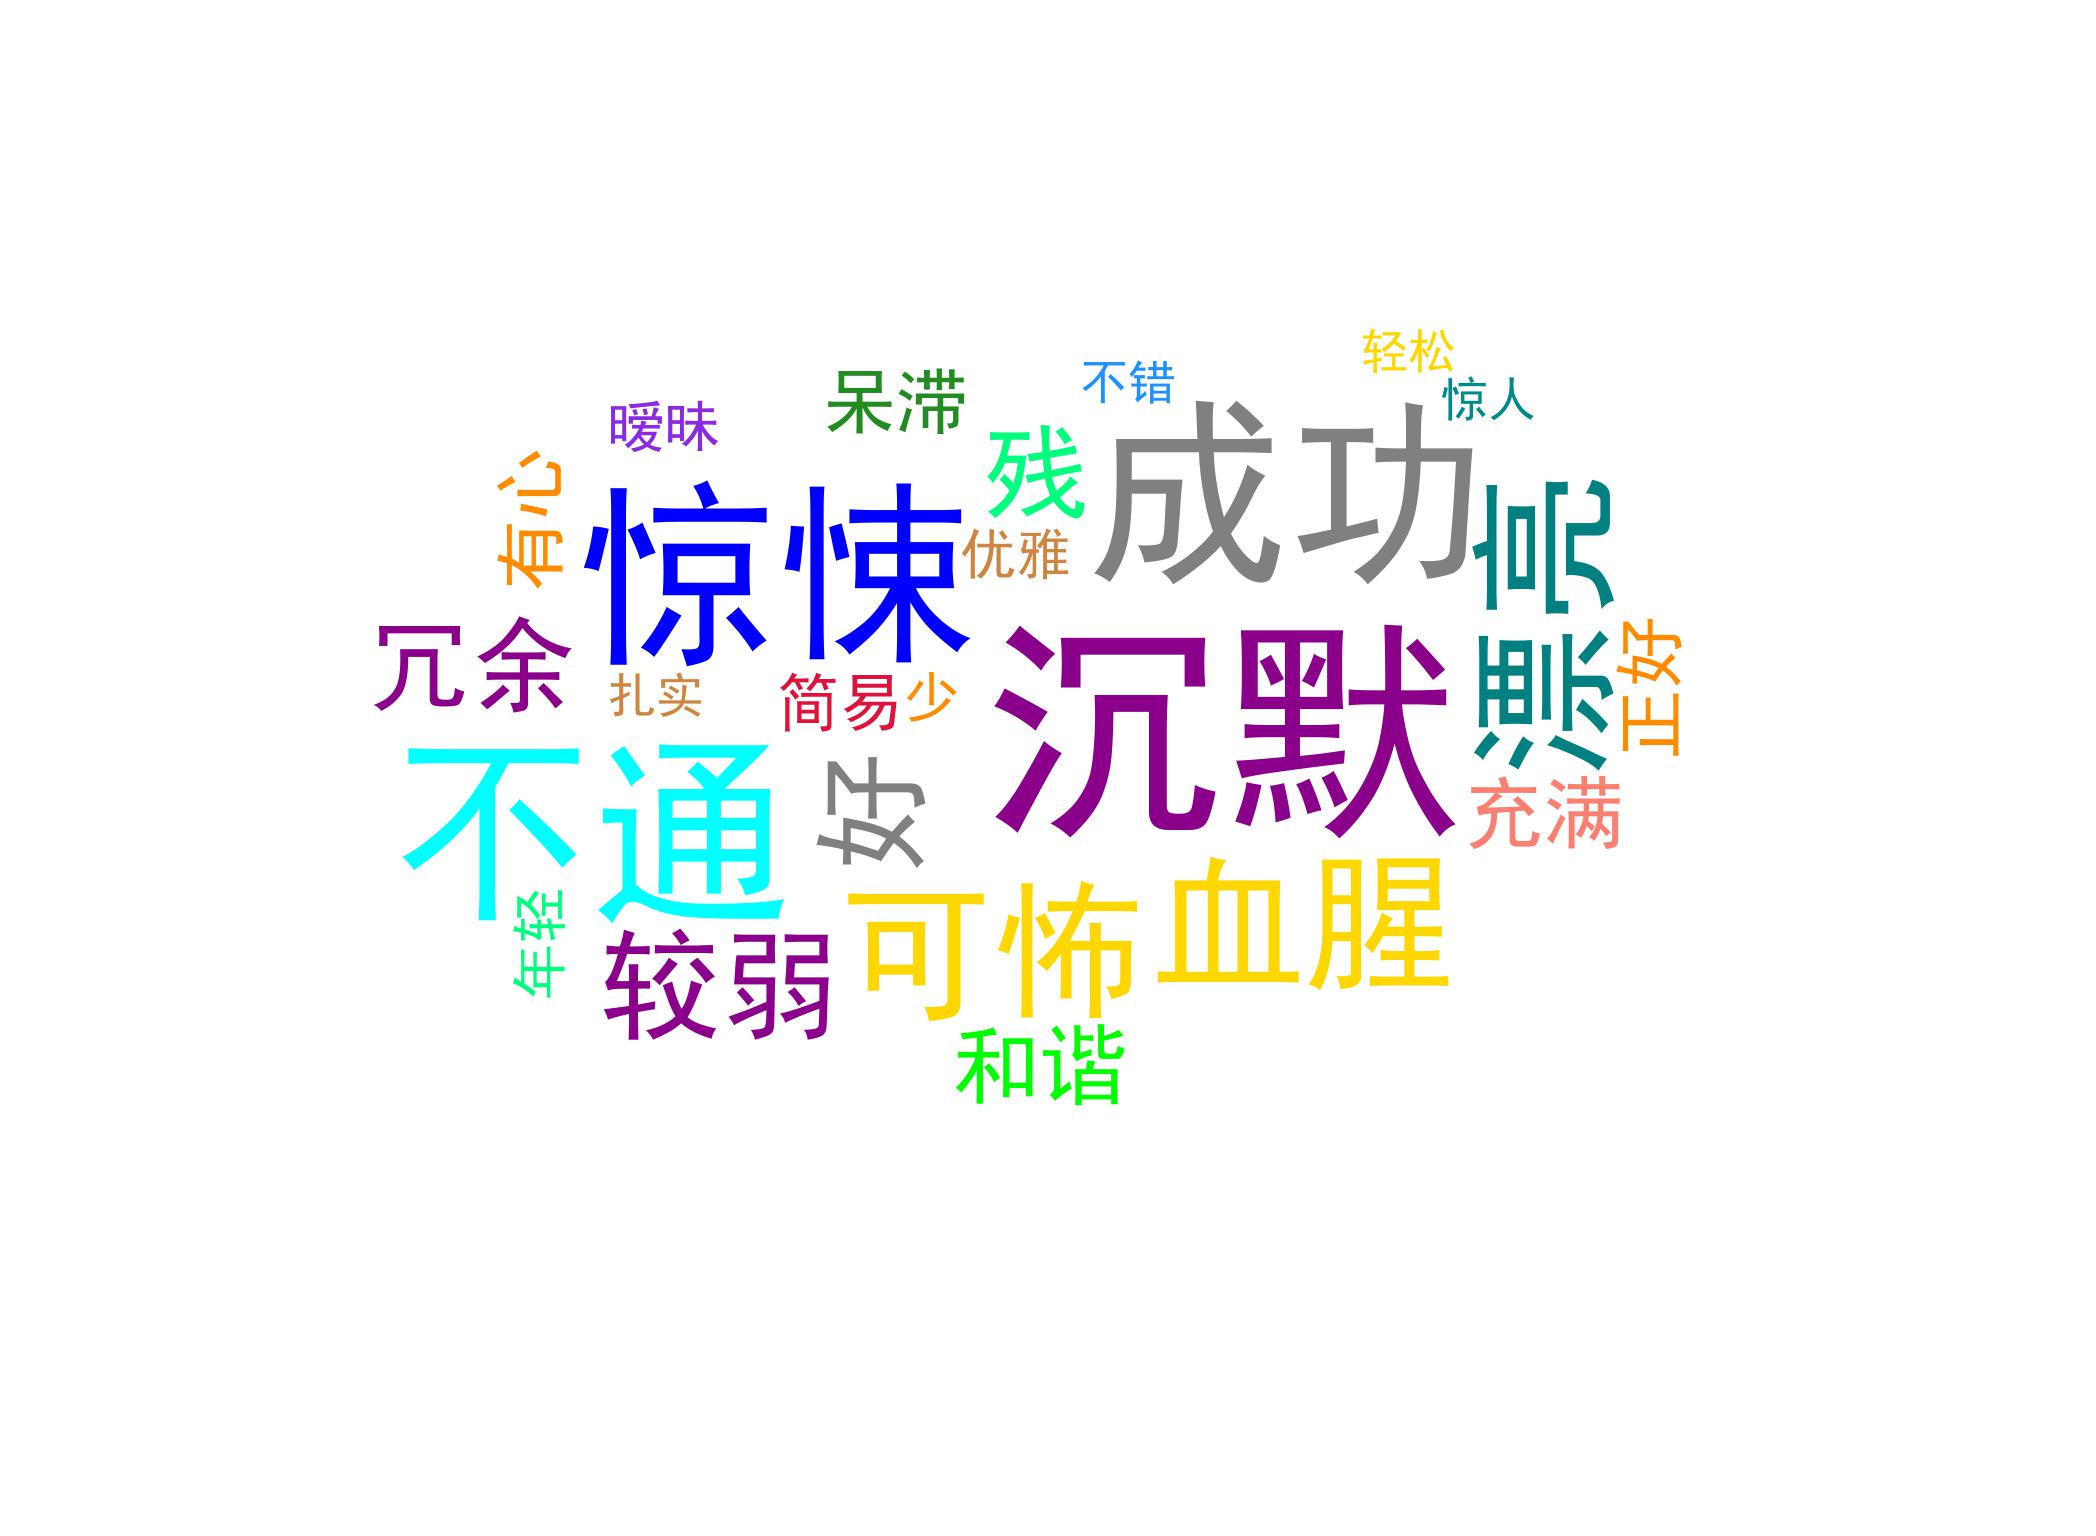 轻松
不错
惊人
呆滞
暧昧
成功
残
有心
惊悚
优雅
漂亮
冗余
扎实
简易
少
沉默
正好
不通
好
充满
年轻
可怖
血腥
较弱
和谐